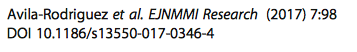 Avila-Rodriguez et al. EJNMMI Research (2017) 7:98
DOI 10.1186/s13550-017-0346-4